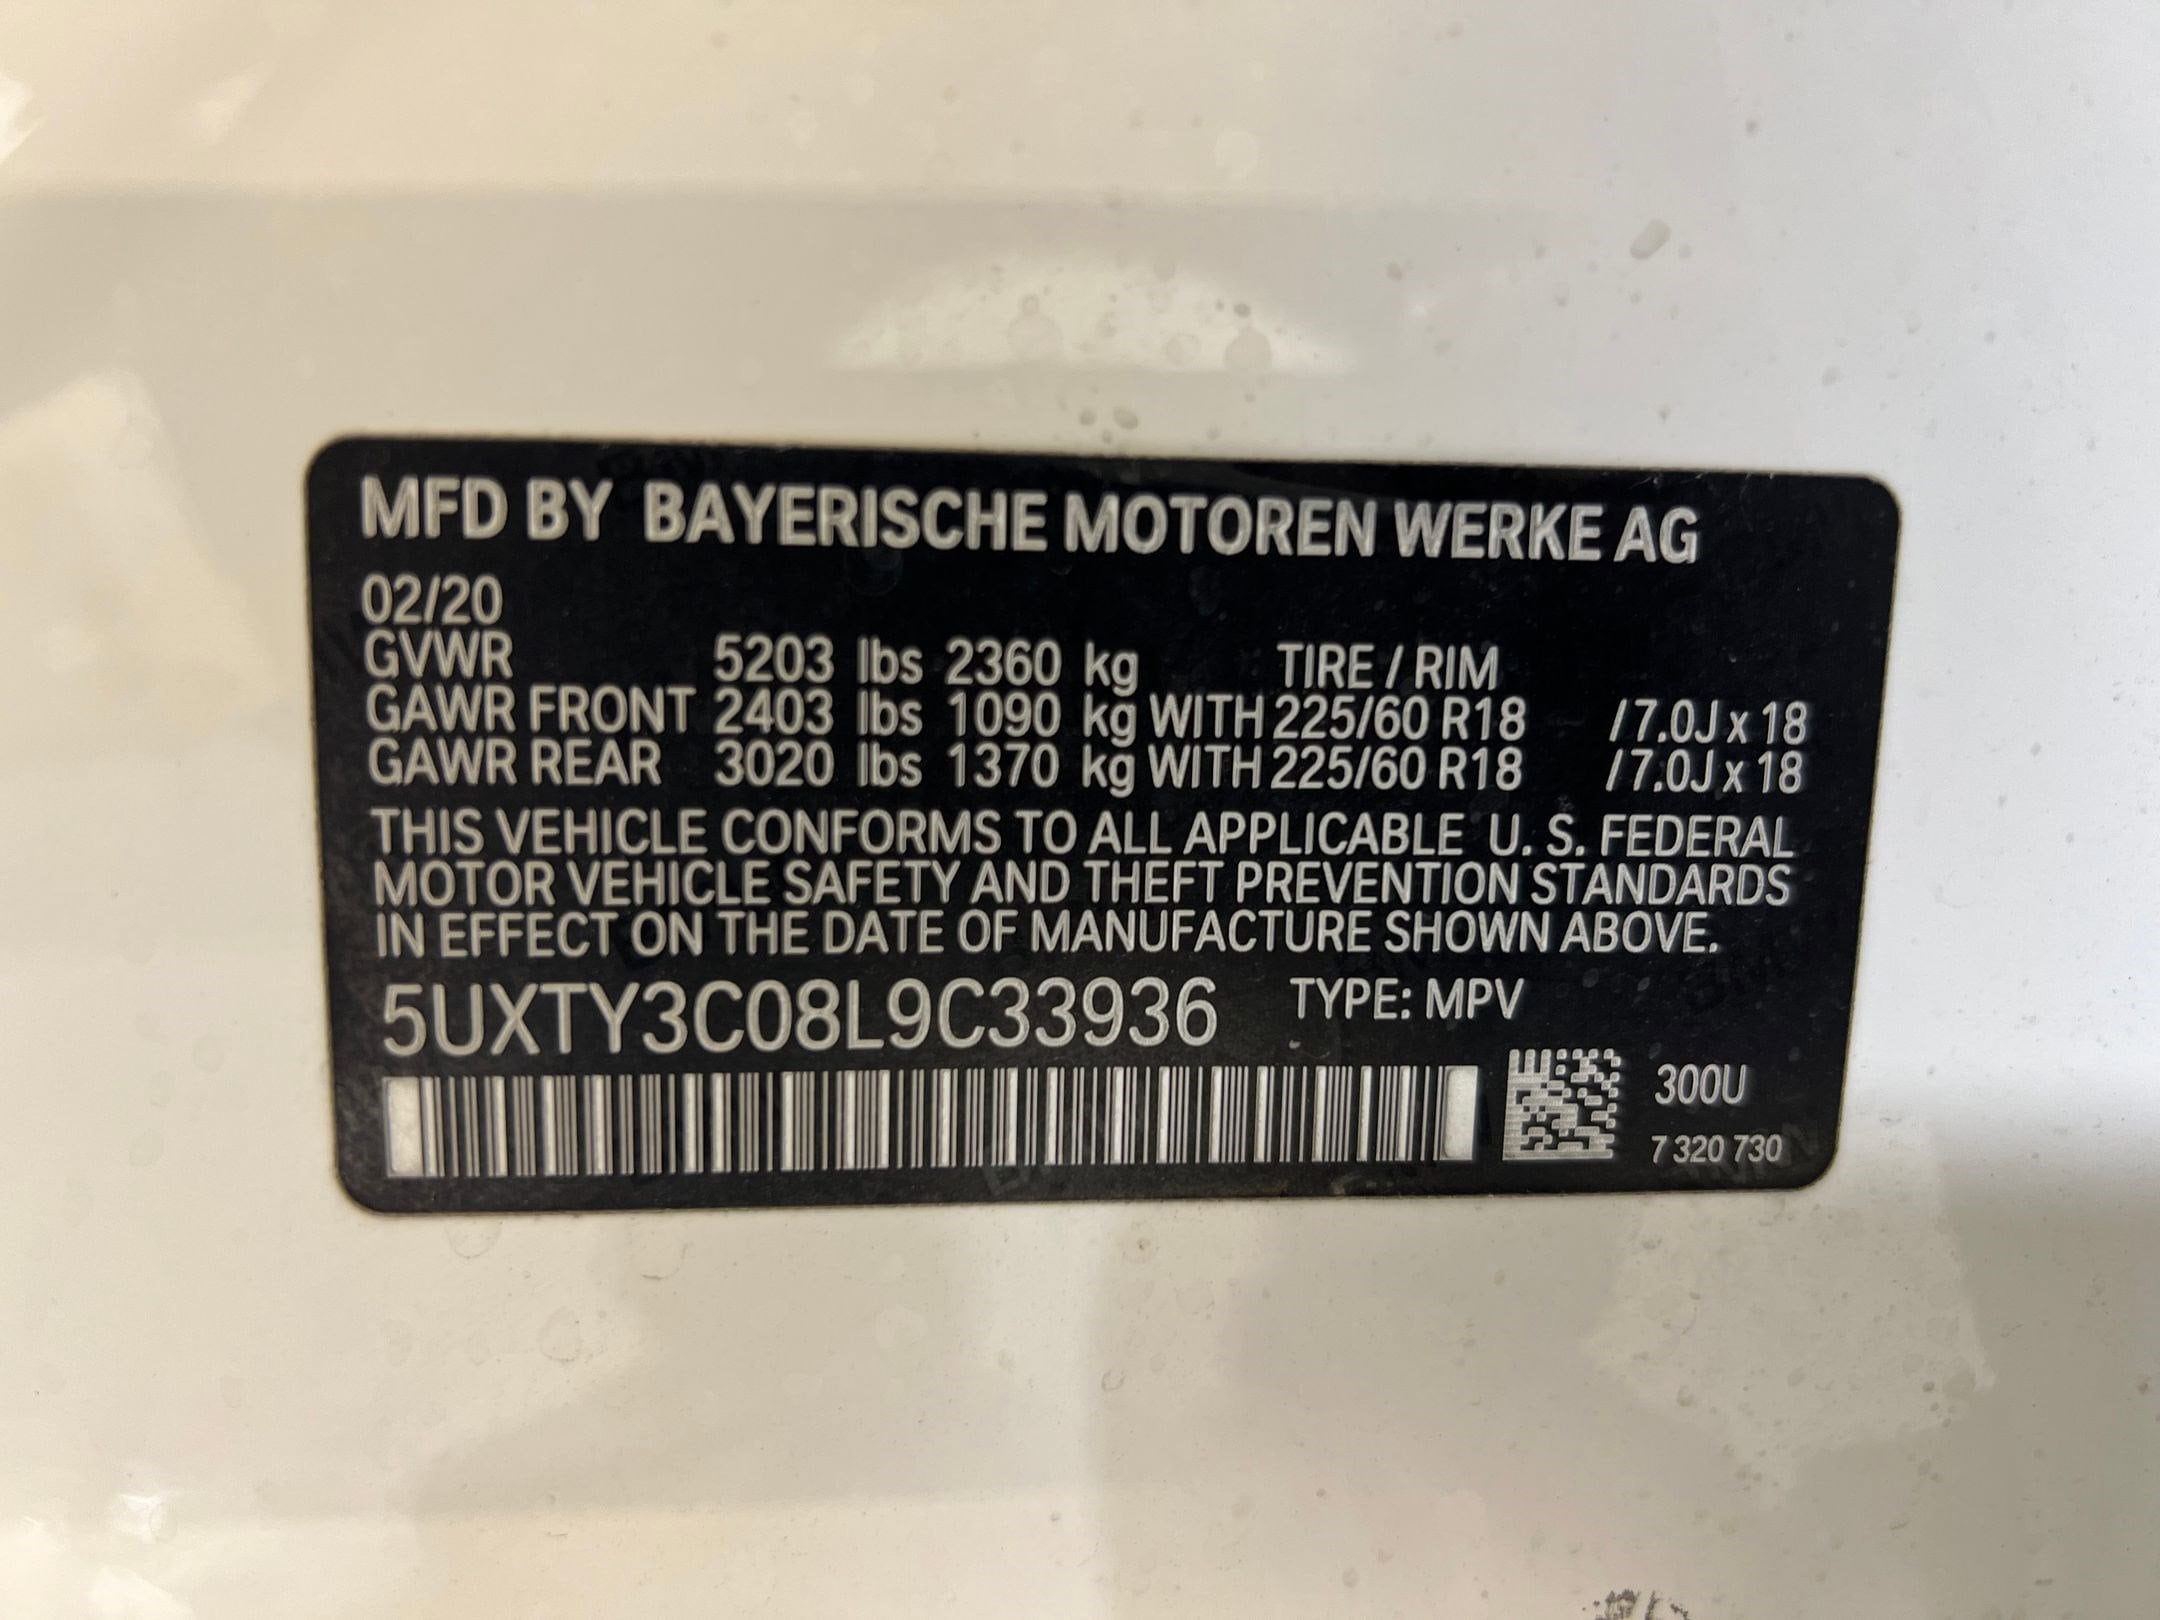 MFD BY BAYERISCHE MOTOREN WERKE AG
02/20
GVWR 5203 lbs 2360 kg TIRE / RIM
GAWR FRONT 2403 lbs 1090 kg WITH 225/60 R18 /7.0J x 18
GAWR REAR 3020 lbs 1370 kg WITH 225/60 R18 /7.0J x 18
THIS VEHICLE CONFORMS TO ALL APPLICABLE U. S. FEDERAL
MOTOR VEHICLE SAFETY AND THEFT PREVENTION STANDARDS
IN EFFECT ON THE DATE OF MANUFACTURE SHOWN ABOVE.
5UXTY3C08L9C33936 TYPE: MPV
300U
7 320 730